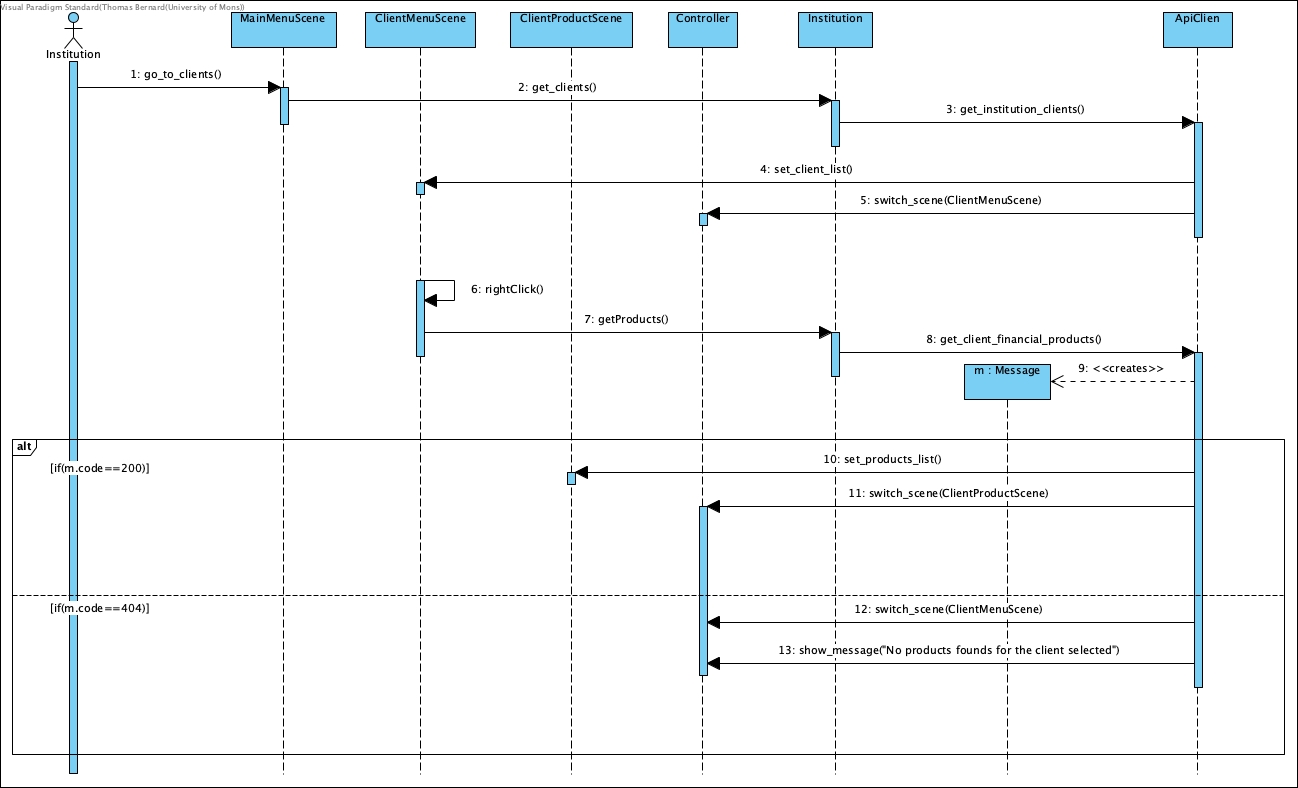 Visual Paradigm Standard(Thomas Bernard(University of Mons))
MainMenuScene
ClientMenuScene
ClientProductScene
Controller
Institution
ApiClien
Institution
1: go_to_clients()
2: get_clients()
3: get_institution_clients()
4: set_client_list()
5: switch_scene(ClientMenuScene)
6: rightClick()
7: getProducts()
8: get_client_financial_products()
m : Message
9: <<creates>>
alt
[if(m.code==200)]
10: set_products_list()
11: switch_scene(ClientProductScene)
[if(m.code==404)]
12: switch_scene(ClientMenuScene)
13: show_message("No products founds for the client selected")